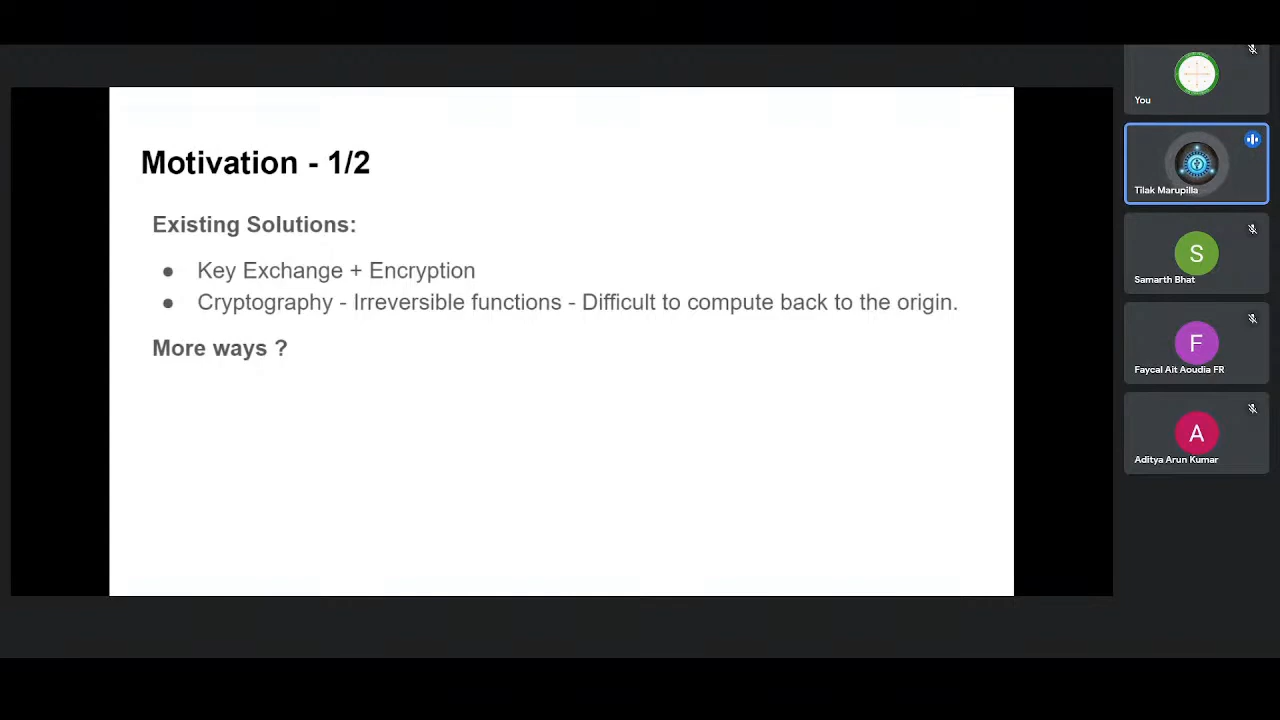 Motivation - 1/2
Existing Solutions:
● Key Exchange + Encryption
● Cryptography - Irreversible functions - Difficult to compute back to the origin.
More ways ?
You
Tilak Marupilla
S
Samarth Bhat
F
Faycal Ait Aoudia FR
A
Aditya Arun Kumar